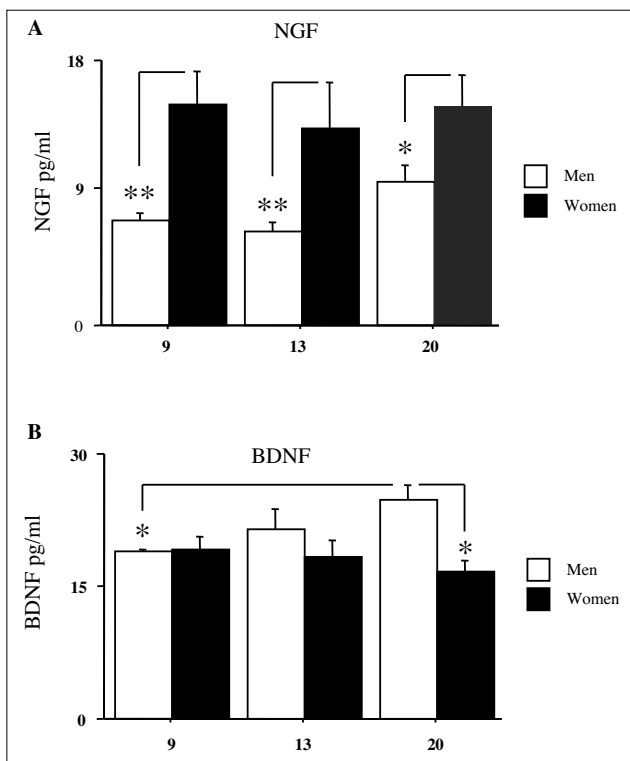 A
NGF
18
9
0
NGF pg/ml
**
**
*
Men
Women
9 13 20
B
BDNF
30
15
0
BDNF pg/ml
*
*
Men
Women
9 13 20